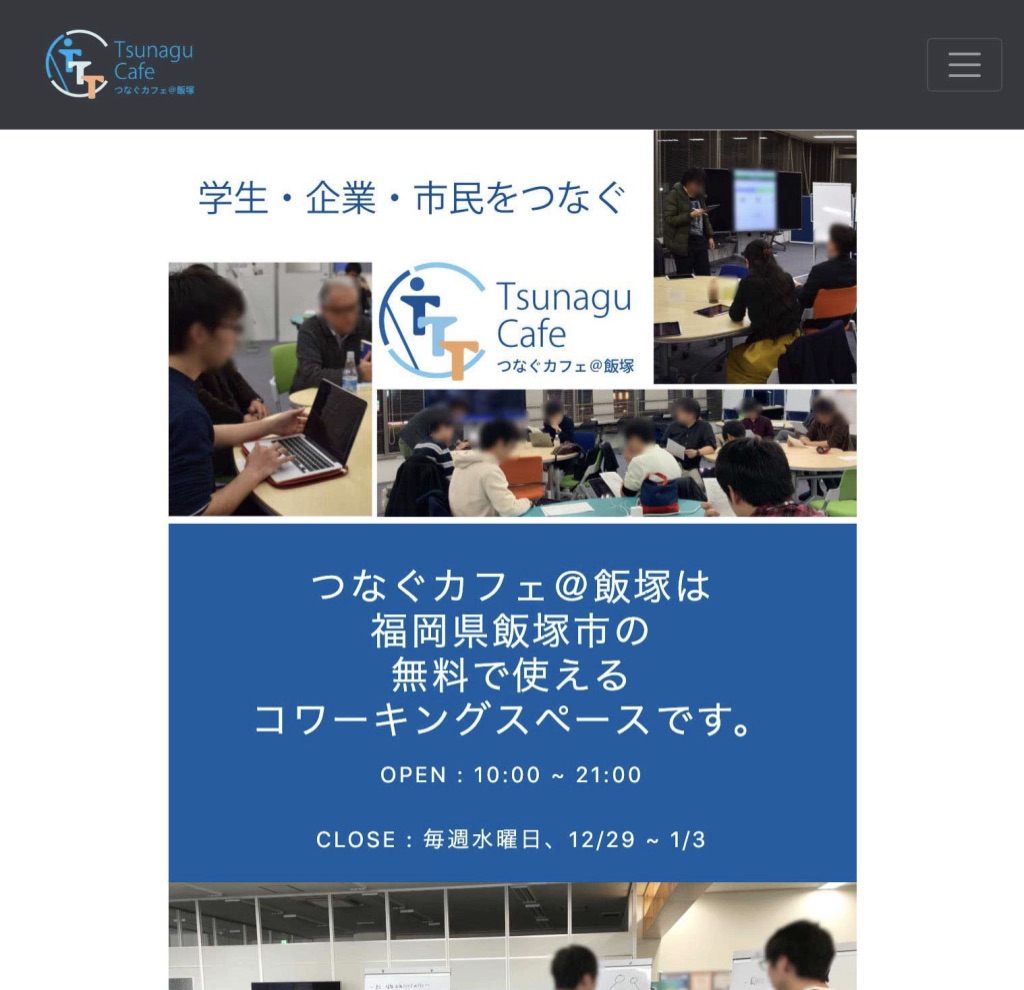 Tsunagu
Cafe
つなぐカフェ＠飯塚
学生・企業・市民をつなぐ
Tsunagu
Cafe
つなぐカフェ＠飯塚
つなぐカフェ＠飯塚は
福岡県飯塚市の
無料で使える
コワーキングスペースです。
OPEN : 10:00 ~ 21:00
CLOSE : 毎週水曜日、12/29 ~ 1/3